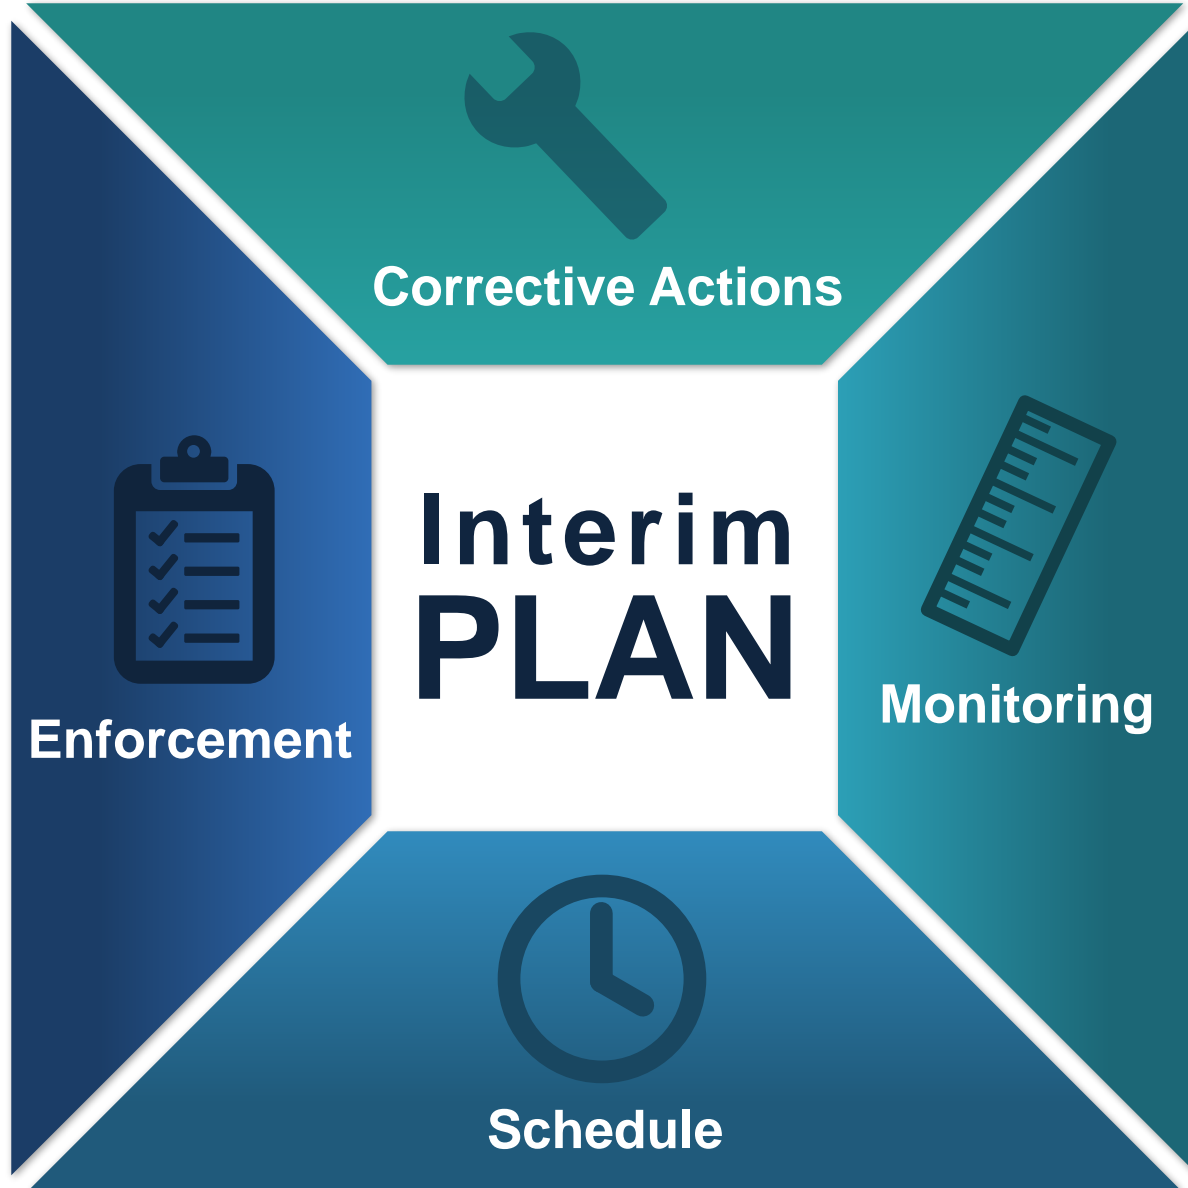 Corrective Actions
Interim
PLAN
Monitoring
Enforcement
Schedule